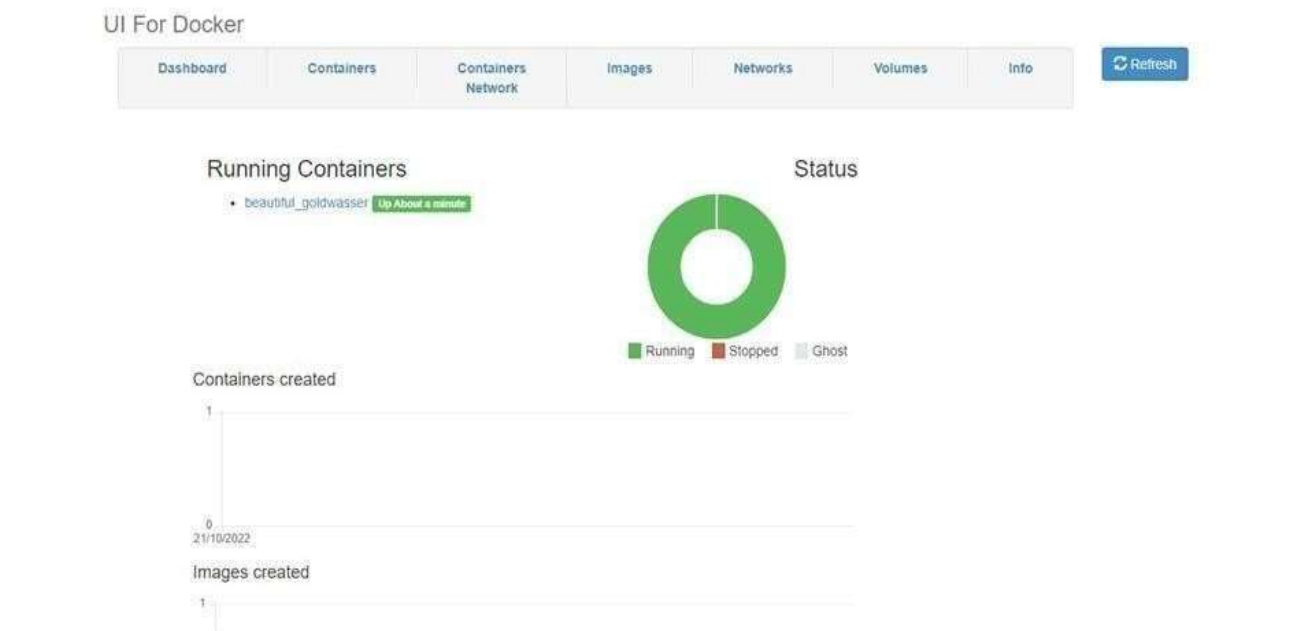 UI For Docker
Dashboard
Containers
Containers
Network
Images
Networks
Volumes
Info
Refresh
Running Containers
beautiful_goldwasser Up About a minute
Status
Running Stopped Ghost
Containers created
1
0
21/10/2022
Images created
1